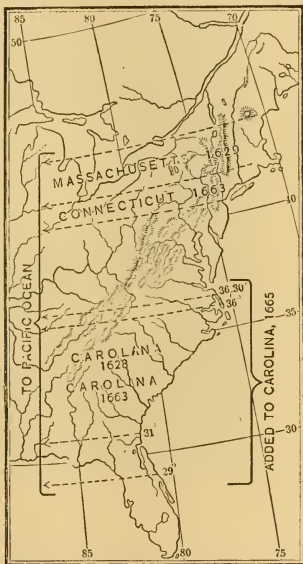 85
80
75
70
50
MASSACHUSETT 1629
CONNECTICUT 1663
40
36,30'
36
35
TO PACIFIC OCEAN
CAROLANA
1628
CAROLINA
1663
ADDED TO CAROLINA, 1665
31'
30
29'
85
80
75